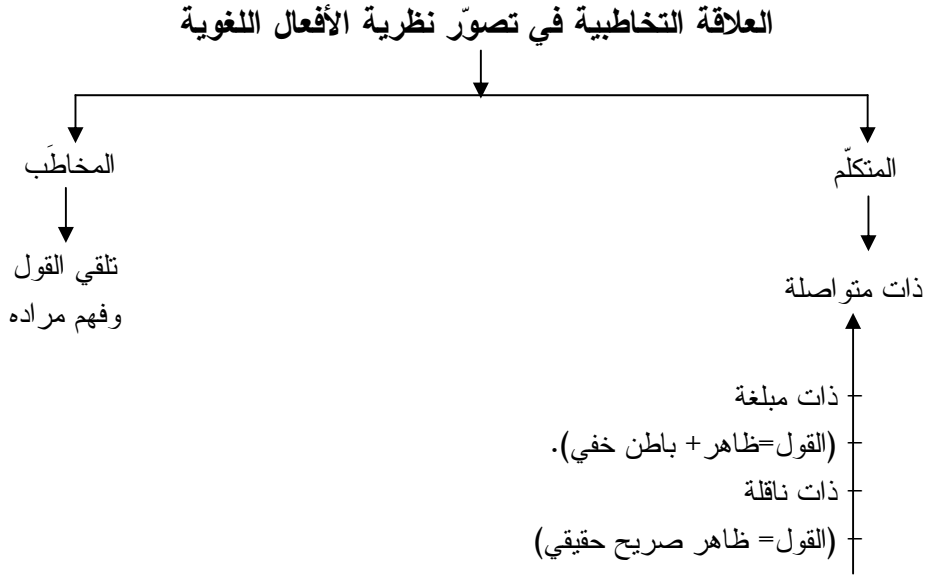 العلاقة التخاطبية في تصوّر نظرية الأفعال اللغوية
المتكلّم
المخاطَب
ذات متواصلة
تلقي القول
وفهم مراده
ذات مبلغة
(القول=ظاهر+ باطن خفي).
ذات ناقلة
(القول= ظاهر صريح حقيقي)